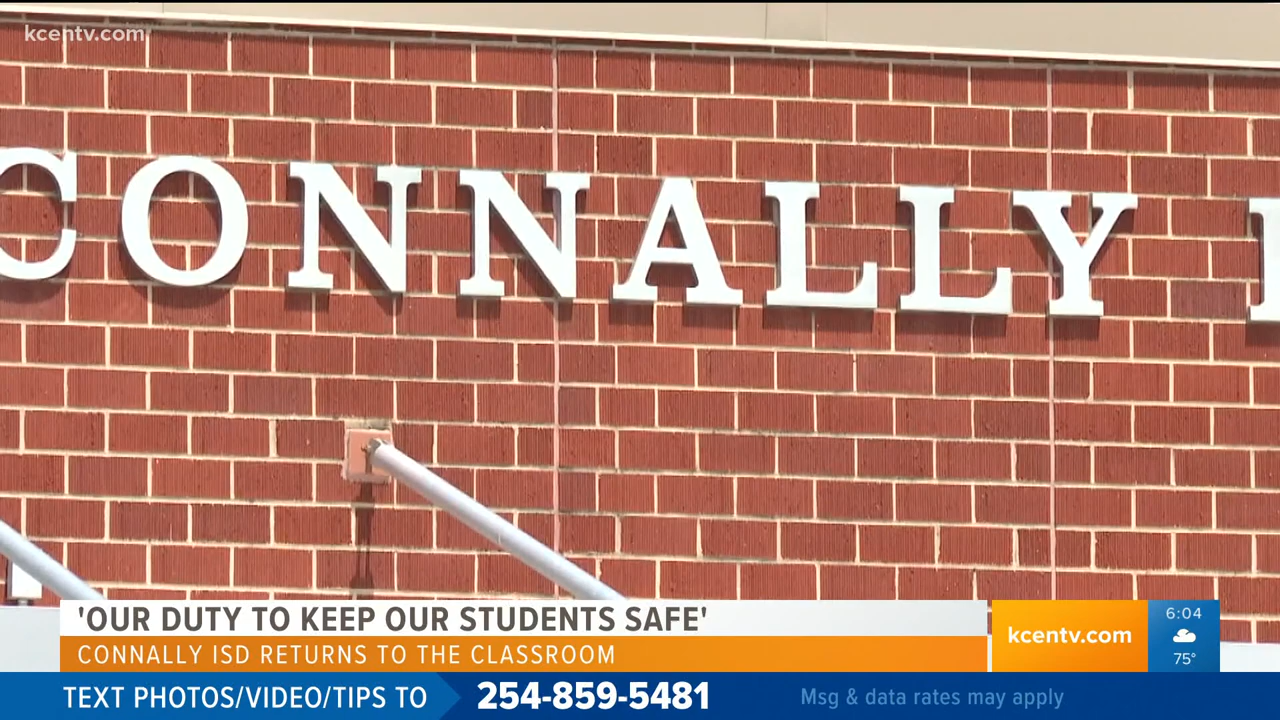 kcentv.com
CONNALLY
'OUR DUTY TO KEEP OUR STUDENTS SAFE'
CONNALLY ISD RETURNS TO THE CLASSROOM
kcentv.com
6:04
75°
TEXT PHOTOS/VIDEO/TIPS TO 254-859-5481 Msg & data rates may apply